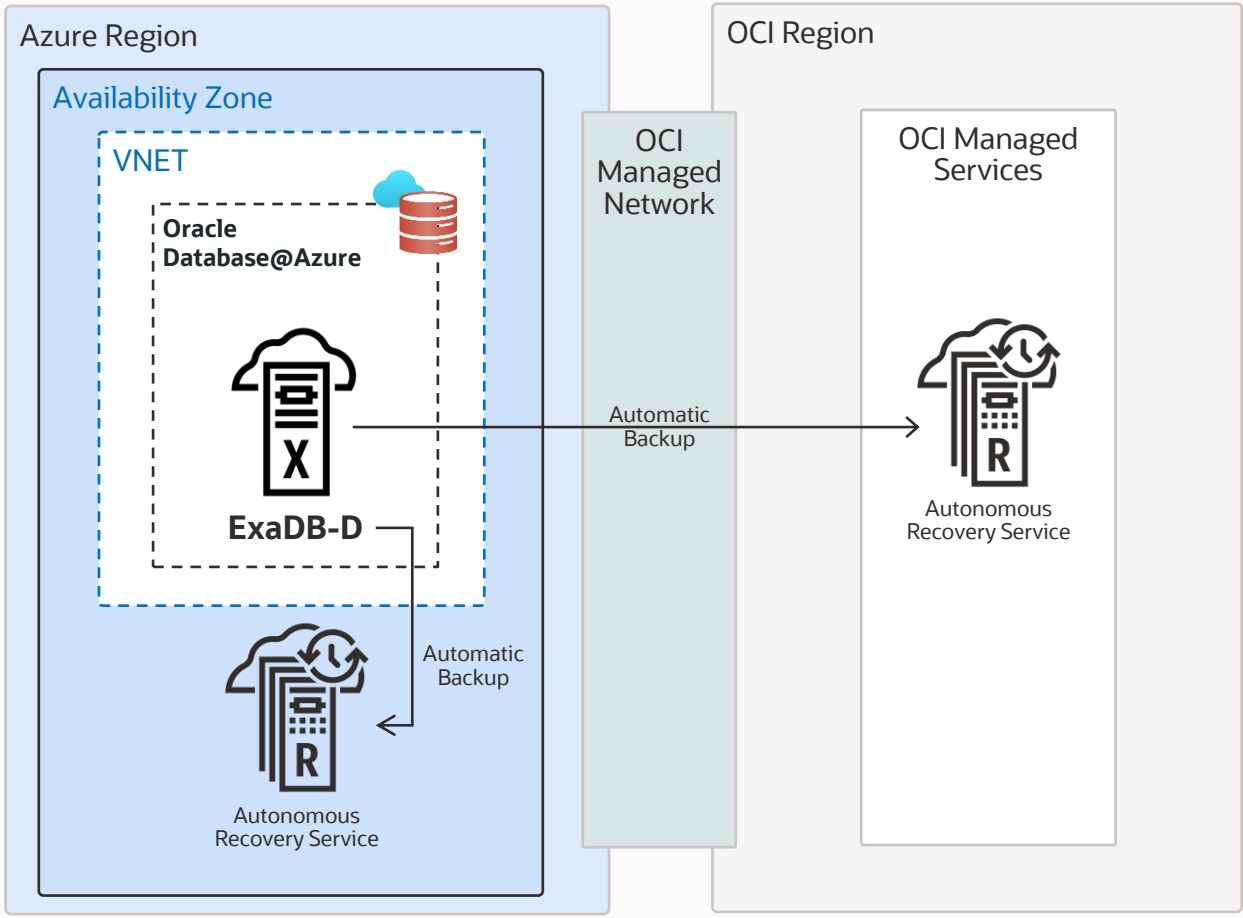 Azure Region
Availability Zone
VNET
Oracle
Database@Azure
X
ExaDB-D
Automatic
Backup
R
Autonomous
Recovery Service
OCI
Managed
Network
Automatic
Backup
OCI Region
OCI Managed
Services
R
Autonomous
Recovery Service